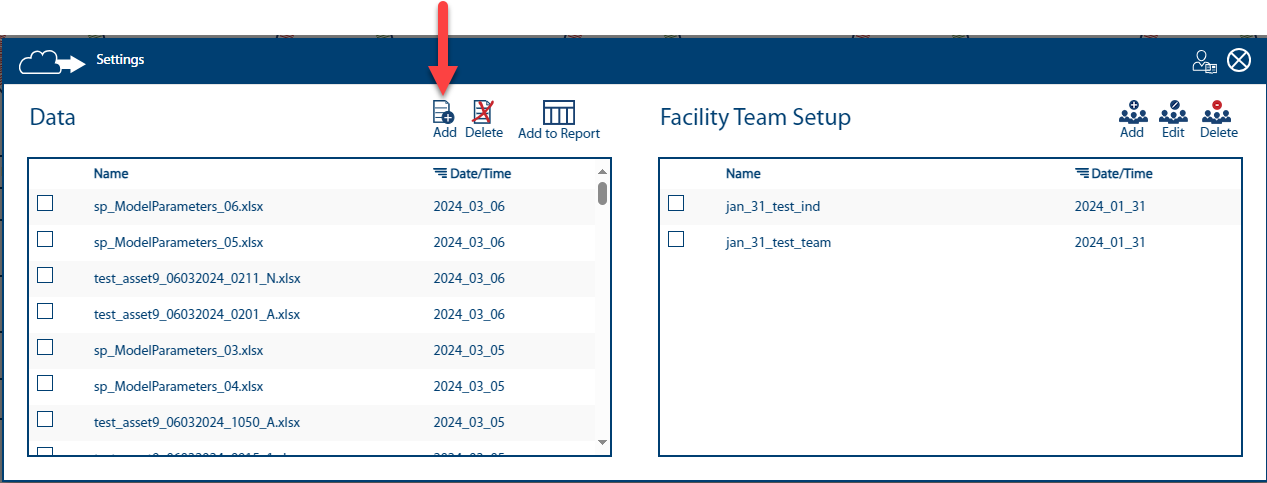 Settings
Data
Add Delete Add to Report
Facility Team Setup
Add Edit Delete
Name Date/Time
sp_ModelParameters_06.xlsx 2024_03_06
sp_ModelParameters_05.xlsx 2024_03_06
test_asset9_06032024_0211_N.xlsx 2024_03_06
test_asset9_06032024_0201_A.xlsx 2024_03_06
sp_ModelParameters_03.xlsx 2024_03_05
sp_ModelParameters_04.xlsx 2024_03_05
test_asset9_06032024_1050_A.xlsx 2024_03_05
Name Date/Time
jan_31_test_ind 2024_01_31
jan_31_test_team 2024_01_31